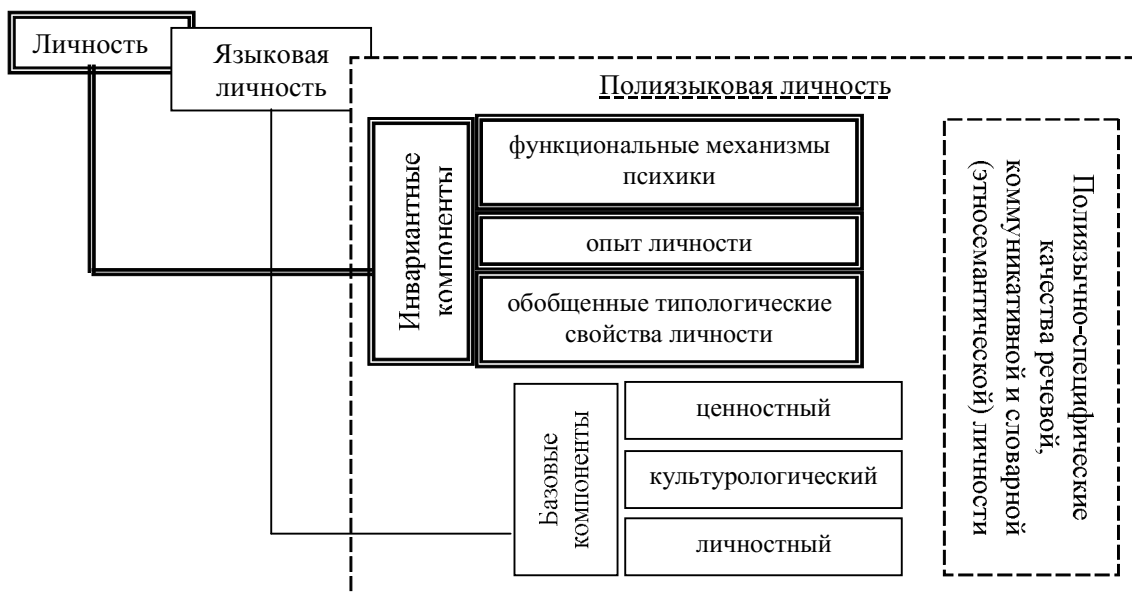 Личность
Языковая
личность
Полиязыковая личность
Инвариантные
компоненты
функциональные механизмы
психики
опыт личности
обобщенные типологические
свойства личности
Базовые
компоненты
ценностный
культурологический
личностный
Полиязычно-специфические
качества речевой,
коммуникативной и словарной
(этносемантической) личности